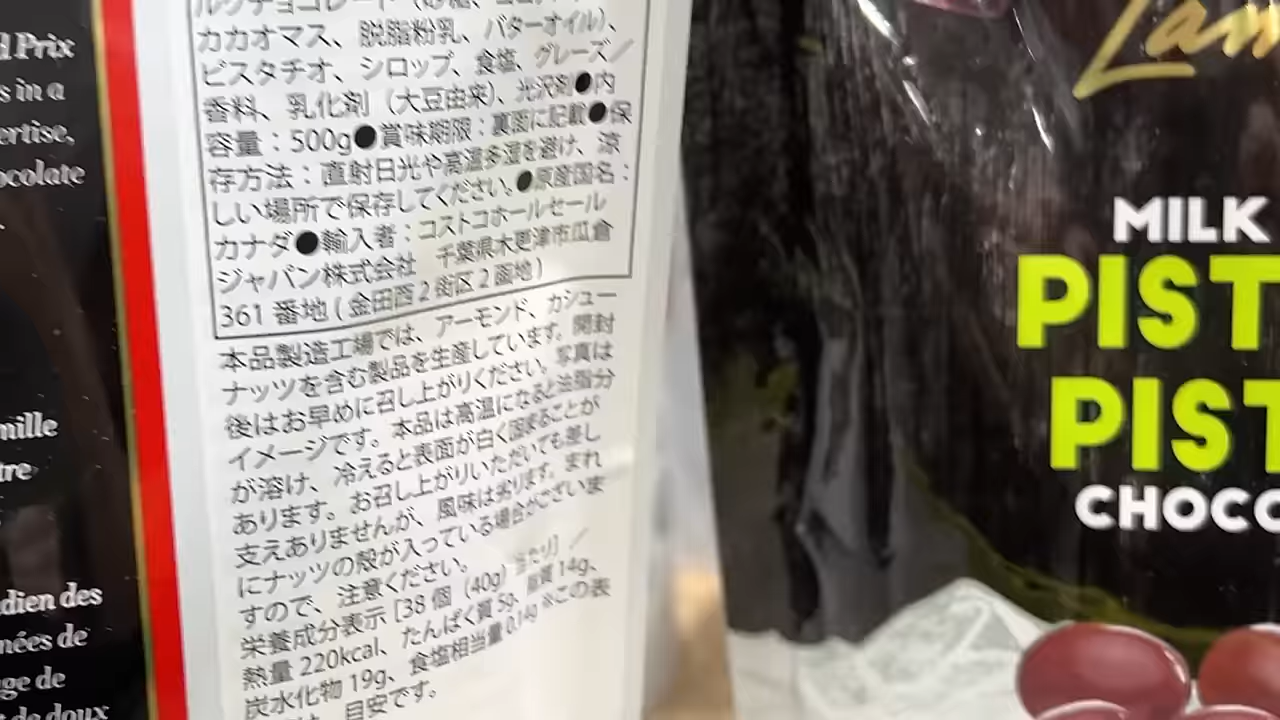 d Prix
s in a
ertise,
ocolate
nille
tre
dien des
nées de
ge de
t de doux
カカオマス、脱脂粉乳、バターオイル)、
ピスタチオ、シロップ、食塩、グレーズ/
香料、乳化剤(大豆由来)、光沢剤●内
容量:500g●賞味期限:裏面に記載●保
存方法:直射日光や高温多湿を避け、涼
しい場所で保存してください。●原産国名:
カナダ●輸入者:コストコホールセール
ジャパン株式会社 千葉県木更津市瓜倉
361番地(金田西2街区2画地)
本品製造工場では、アーモンド、カシュー
ナッツを含む製品を生産しています。開封
後はお早めに召し上がりください。写真は
イメージです。本品は高温になると油脂分
が溶け、冷えると表面が白く固まることが
あります。お召し上がりいただいても差し
支えありませんが、風味は劣ります。まれ
にナッツの殻が入っている場合がございま
すので、注意ください。
栄養成分表示[38個(40g)当たり]/
熱量220kcal、たんぱく質5g、脂質14g、
炭水化物19g、食塩相当量0.14g ※この表
目安です。
Lam
MILK
PIST
PIST
CHOCO